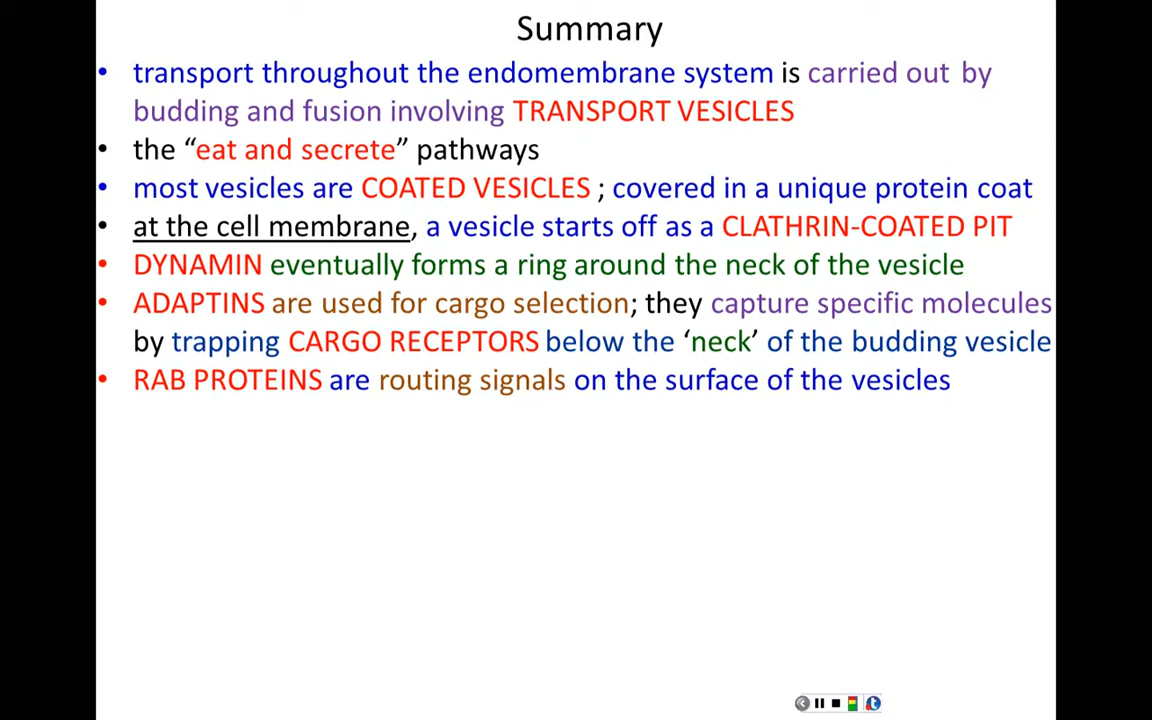 Summary
• transport throughout the endomembrane system is carried out by
budding and fusion involving TRANSPORT VESICLES
• the “eat and secrete” pathways
• most vesicles are COATED VESICLES ; covered in a unique protein coat
• at the cell membrane, a vesicle starts off as a CLATHRIN-COATED PIT
• DYNAMIN eventually forms a ring around the neck of the vesicle
• ADAPTINS are used for cargo selection; they capture specific molecules
by trapping CARGO RECEPTORS below the ‘neck’ of the budding vesicle
• RAB PROTEINS are routing signals on the surface of the vesicles